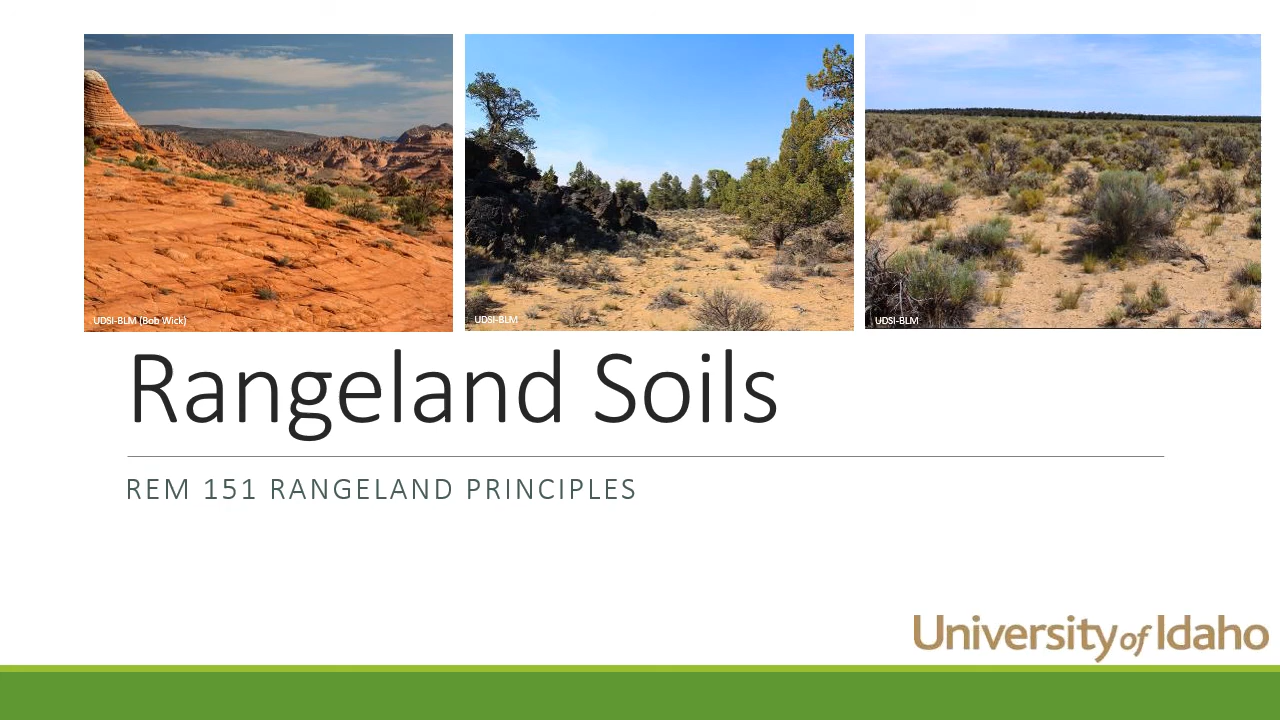 UDSI-BLM (Bob Wick)
UDSI-BLM
UDSI-BLM
Rangeland Soils
REM 151 RANGELAND PRINCIPLES
University of Idaho